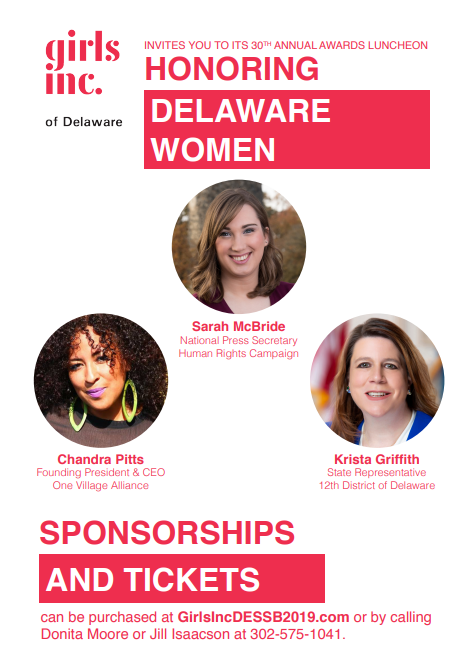 girls
inc.
of Delaware
INVITES YOU TO ITS 30TH ANNUAL AWARDS LUNCHEON
HONORING
DELAWARE
WOMEN
Sarah McBride
National Press Secretary
Human Rights Campaign
Chandra Pitts
Founding President & CEO
One Village Alliance
Krista Griffith
State Representative
12th District of Delaware
SPONSORSHIPS
AND TICKETS
can be purchased at GirlsIncDESSB2019.com or by calling
Donita Moore or Jill Isaacson at 302-575-1041.